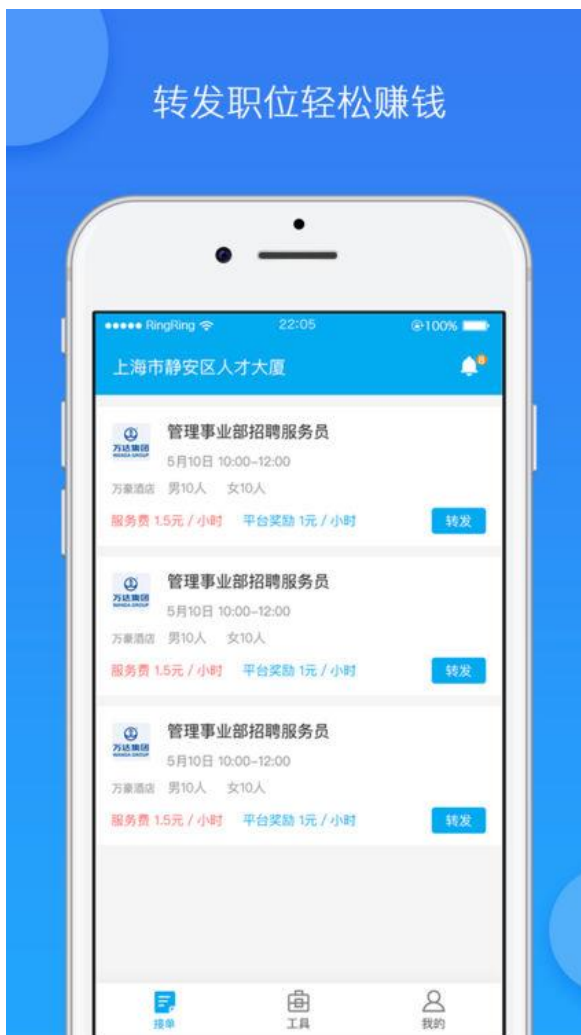 转发职位轻松赚钱
RingRing 22:05 100%
上海市静安区人才大厦 8
管理事业部招聘服务员
万达集团
WANDA GROUP
5月10日 10:00-12:00
万豪酒店 男10人 女10人
服务费 1.5元 / 小时 平台奖励 1元 / 小时 转发
管理事业部招聘服务员
万达集团
WANDA GROUP
5月10日 10:00-12:00
万豪酒店 男10人 女10人
服务费 1.5元 / 小时 平台奖励 1元 / 小时 转发
管理事业部招聘服务员
万达集团
WANDA GROUP
5月10日 10:00-12:00
万豪酒店 男10人 女10人
服务费 1.5元 / 小时 平台奖励 1元 / 小时 转发
接单 工具 我的